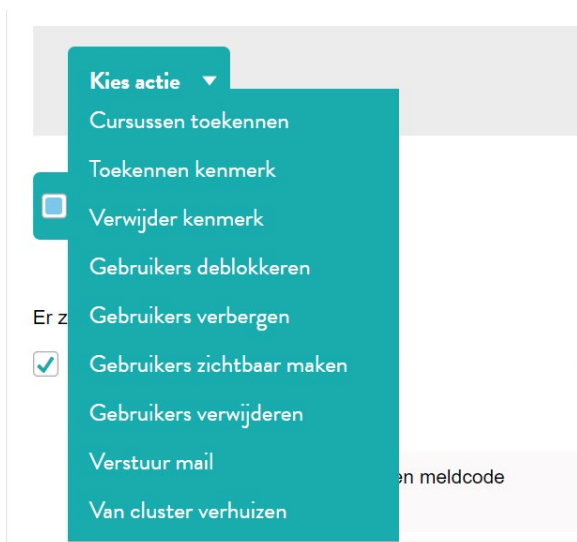 Kies actie
Cursussen toekennen
Toekennen kenmerk
Verwijder kenmerk
Gebruikers deblokkeren
Er z
Gebruikers verbergen
Gebruikers zichtbaar maken
Gebruikers verwijderen
Verstuur mail
en meldcode
Van cluster verhuizen